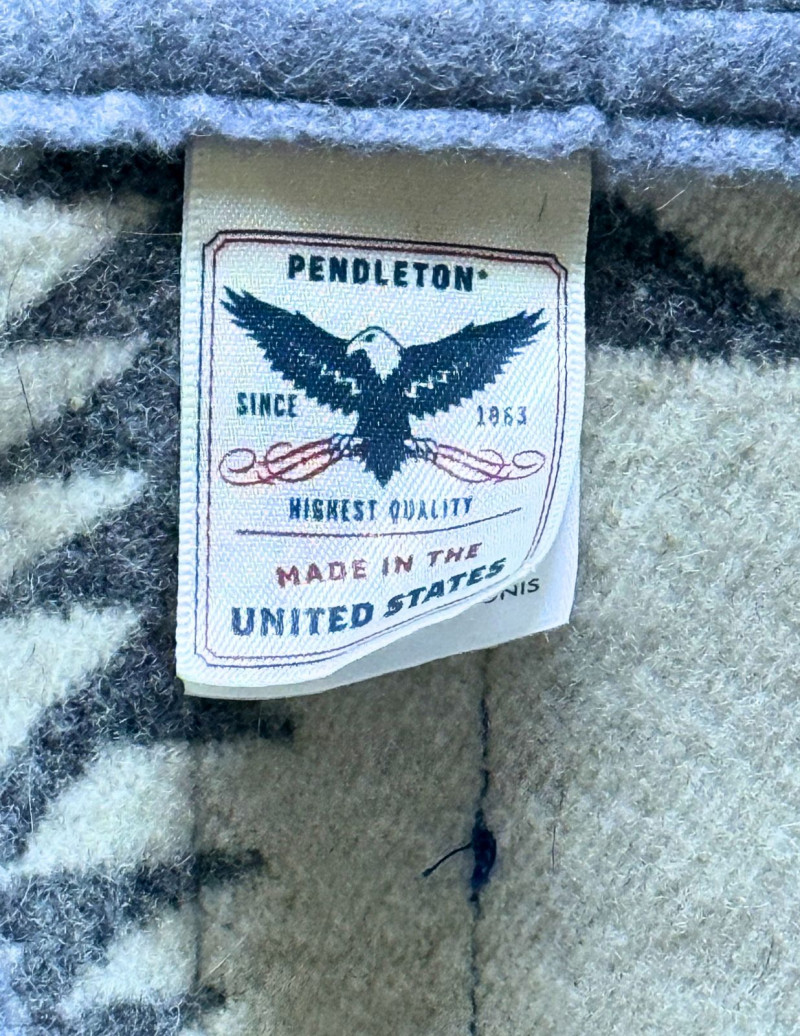 PENDLETON
SINCE 1863
HIGHEST QUALITY
MADE IN THE
UNITED STATES